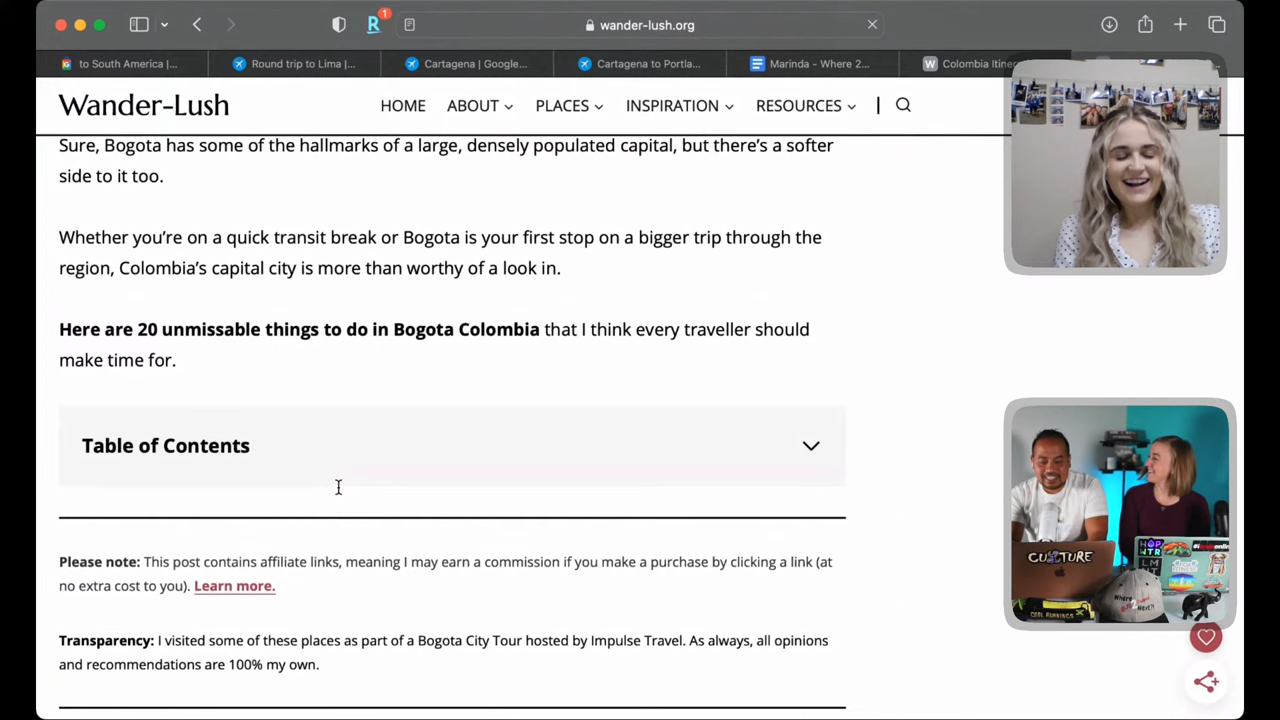 R 1
wander-lush.org
to South America |...
Round trip to Lima |...
Cartagena | Google...
Cartagena to Portla...
Marinda - Where 2...
W Colombia Itiner
Wander-Lush
HOME ABOUT PLACES INSPIRATION RESOURCES
Sure, Bogota has some of the hallmarks of a large, densely populated capital, but there's a softer
side to it too.
Whether you're on a quick transit break or Bogota is your first stop on a bigger trip through the
region, Colombia's capital city is more than worthy of a look in.
Here are 20 unmissable things to do in Bogota Colombia that I think every traveller should
make time for.
Table of Contents
Please note: This post contains affiliate links, meaning I may earn a commission if you make a purchase by clicking a link (at
no extra cost to you). Learn more.
Transparency: I visited some of these places as part of a Bogota City Tour hosted by Impulse Travel. As always, all opinions
and recommendations are 100% my own.
CULTURE
COOL RUNNINGS